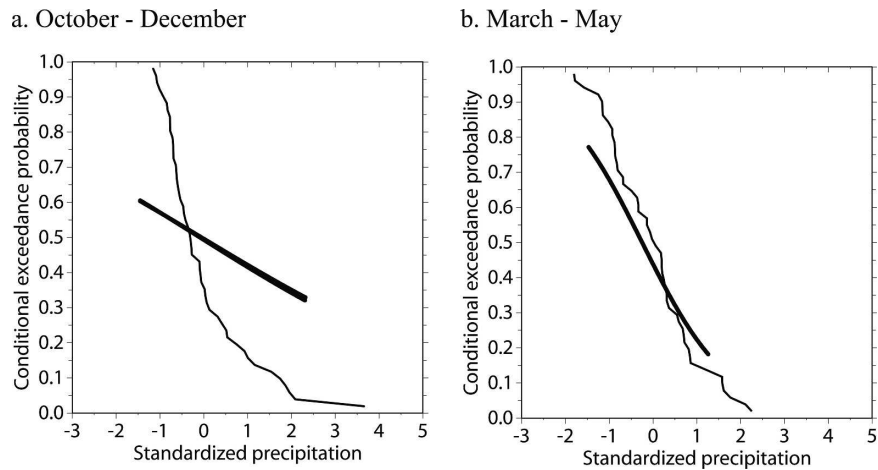 a. October - December
1.0
0.9
0.8
0.7
0.6
0.5
0.4
0.3
0.2
0.1
0.0
Conditional exceedance probability
-3 -2 -1 0 1 2 3 4 5
Standardized precipitation
b. March - May
1.0
0.9
0.8
0.7
0.6
0.5
0.4
0.3
0.2
0.1
0.0
Conditional exceedance probability
-3 -2 -1 0 1 2 3 4 5
Standardized precipitation